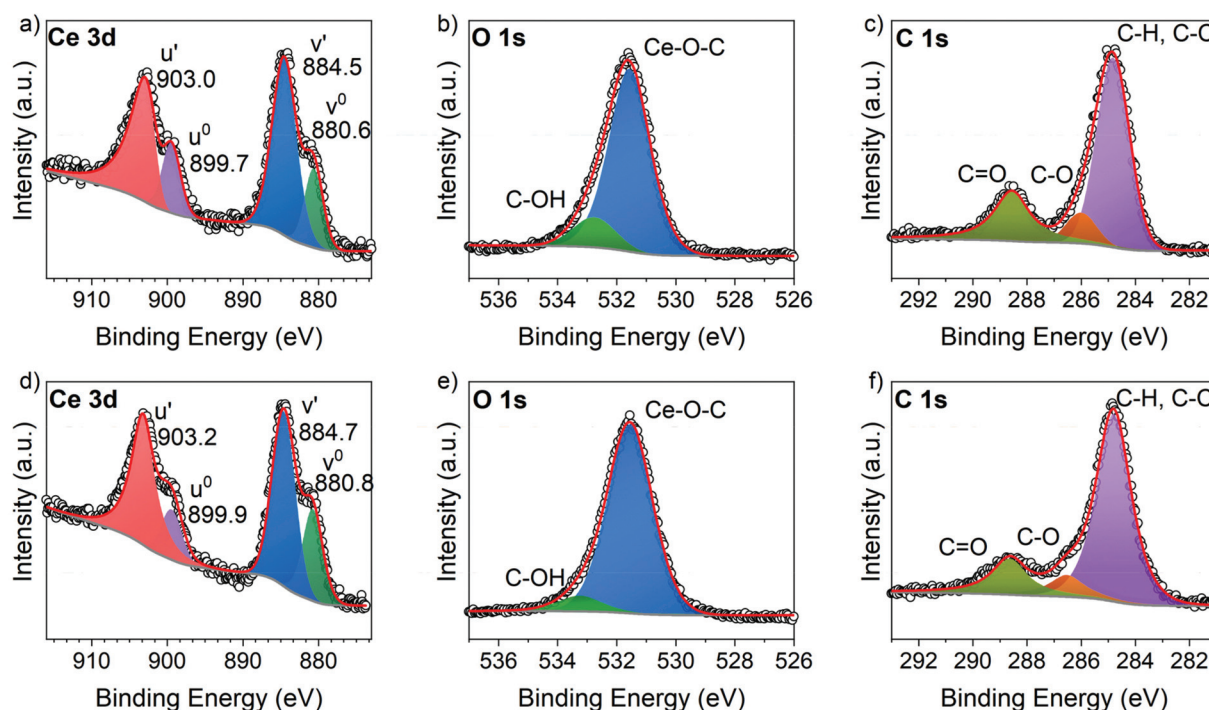 a)
Ce 3d
u'
903.0
u⁰
899.7
v'
884.5
v⁰
880.6
Intensity (a.u.)
910 900 890 880
Binding Energy (eV)
b)
O 1s
Ce-O-C
C-OH
Intensity (a.u.)
536 534 532 530 528 526
Binding Energy (eV)
c)
C 1s
C-H, C-C
C=O
C-O
Intensity (a.u.)
292 290 288 286 284 282
Binding Energy (eV)
d)
Ce 3d
u'
903.2
u⁰
899.9
v'
884.7
v⁰
880.8
Intensity (a.u.)
910 900 890 880
Binding Energy (eV)
e)
O 1s
Ce-O-C
C-OH
Intensity (a.u.)
536 534 532 530 528 526
Binding Energy (eV)
f)
C 1s
C-H, C-C
C=O
C-O
Intensity (a.u.)
292 290 288 286 284 282
Binding Energy (eV)